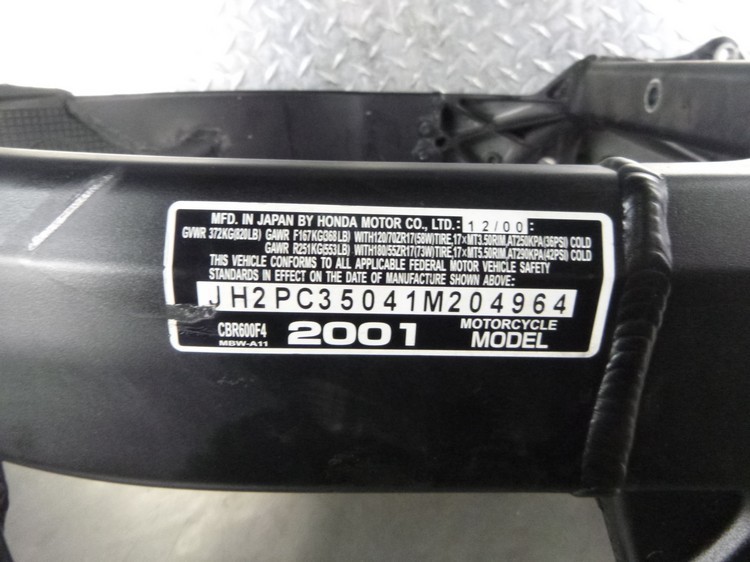 MFD. IN JAPAN BY HONDA MOTOR CO., LTD.: 12/00 :
GVWR 372KG(820LB) GAWR F167KG(368LB) WITH120/70ZR17(58W)TIRE,17×MT3.50RIM,AT250KPA(36PSI) COLD
GAWR R251KG(553LB) WITH180/55ZR17(73W)TIRE,17×MT5.50RIM,AT290KPA(42PSI) COLD
THIS VEHICLE CONFORMS TO ALL APPLICABLE FEDERAL MOTOR VEHICLE SAFETY
STANDARDS IN EFFECT ON THE DATE OF MANUFACTURE SHOWN ABOVE:
JH2PC35041M204964
CBR600F4 2001 MOTORCYCLE
MBW-A11 MODEL